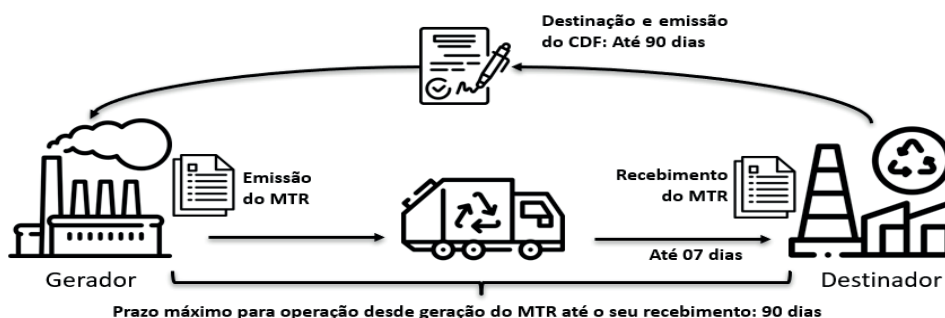 Destinação e emissão
do CDF: Até 90 dias
Emissão
do MTR
Recebimento
do MTR
Até 07 dias
Gerador
Destinador
Prazo máximo para operação desde geração do MTR até o seu recebimento: 90 dias